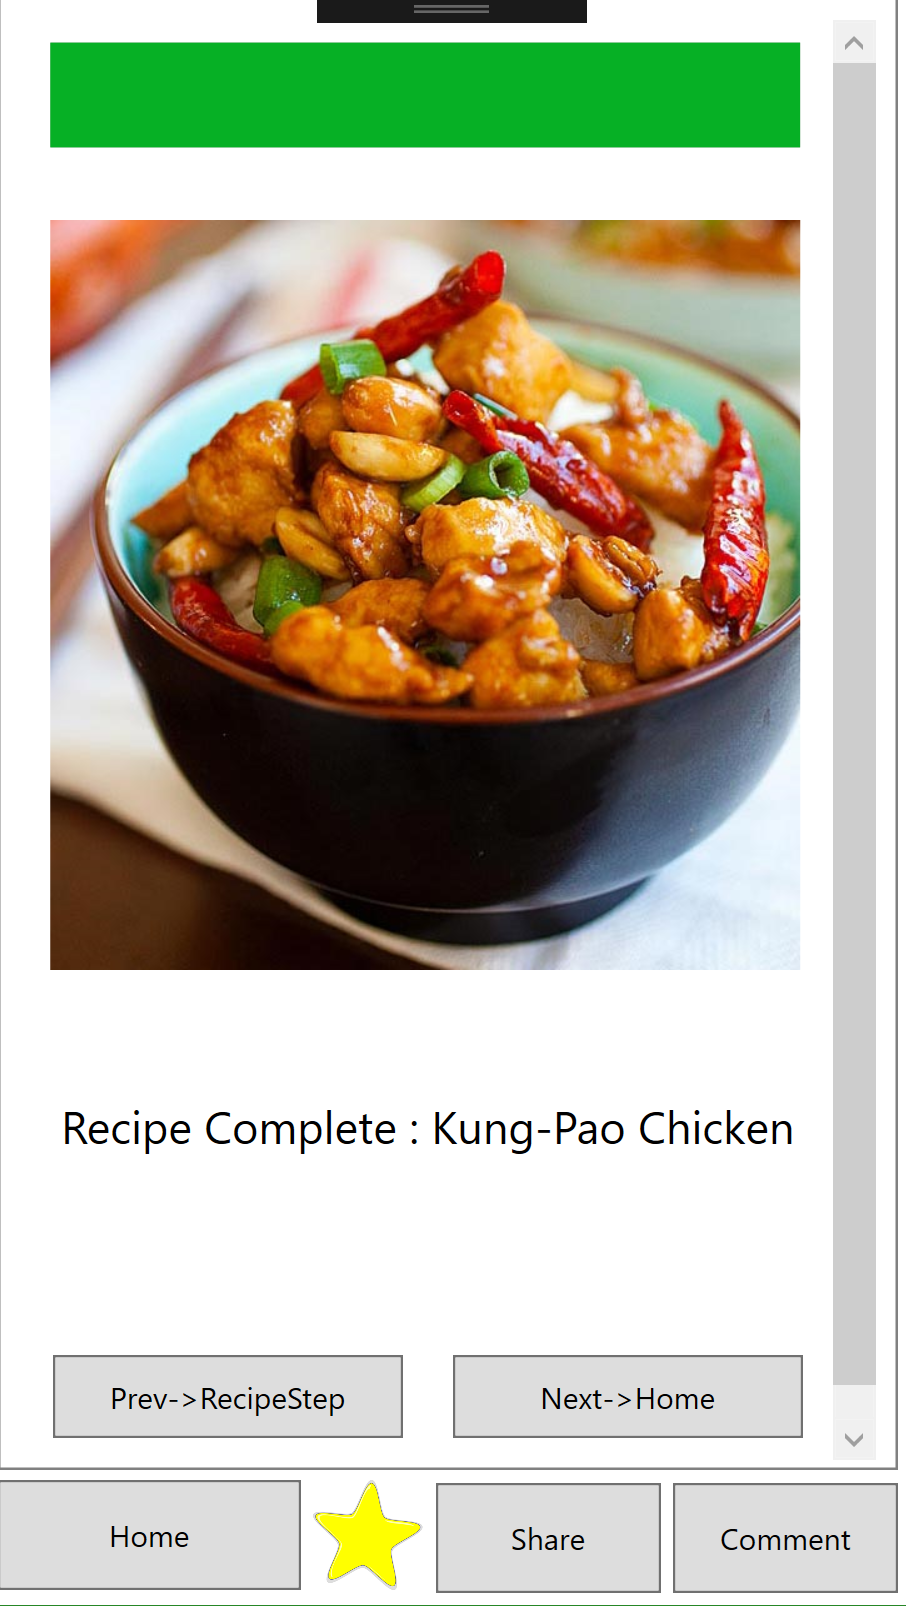 Recipe Complete : Kung-Pao Chicken
Prev->RecipeStep
Next->Home
Home
Share
Comment